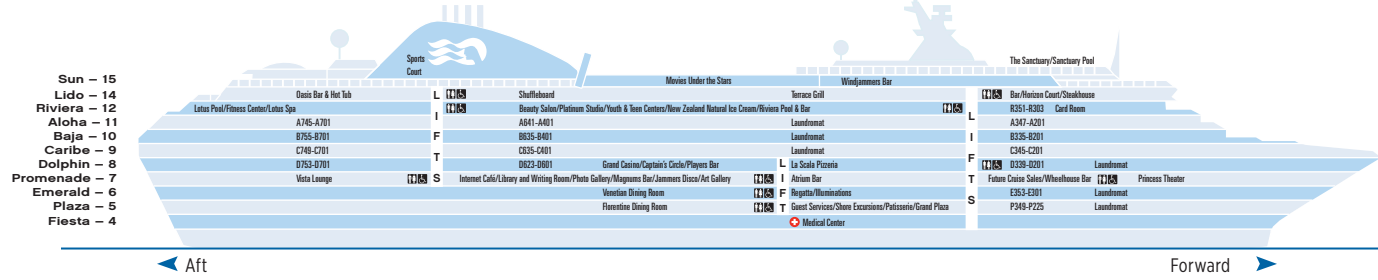 Sports
Court
The Sanctuary/Sanctuary Pool
Sun – 15 Movies Under the Stars Windjammers Bar
Lido – 14 Oasis Bar & Hot Tub Shuffleboard Terrace Grill Bar/Horizon Court/Steakhouse
Riviera – 12 Lotus Pool/Fitness Center/Lotus Spa Beauty Salon/Platinum Studio/Youth & Teen Centers/New Zealand Natural Ice Cream/Riviera Pool & Bar R351-R303 Card Room
Aloha – 11 A745-A701 A641-A401 Laundromat A347-A201
Baja – 10 B755-B701 B635-B401 Laundromat B335-B201
Caribe – 9 C749-C701 C635-C401 Laundromat C345-C201
Dolphin – 8 D753-D701 D623-D601 Grand Casino/Captain's Circle/Players Bar La Scala Pizzeria D339-D201 Laundromat
Promenade – 7 Vista Lounge Internet Café/Library and Writing Room/Photo Gallery/Magnums Bar/Jammers Disco/Art Gallery Atrium Bar Future Cruise Sales/Wheelhouse Bar Princess Theater
Emerald – 6 Venetian Dining Room Regatta/Illuminations E353-E301 Laundromat
Plaza – 5 Florentine Dining Room Guest Services/Shore Excursions/Patisserie/Grand Plaza P349-P225 Laundromat
Fiesta – 4 Medical Center
LIFTS
LIFT
LIFTS
Aft
Forward